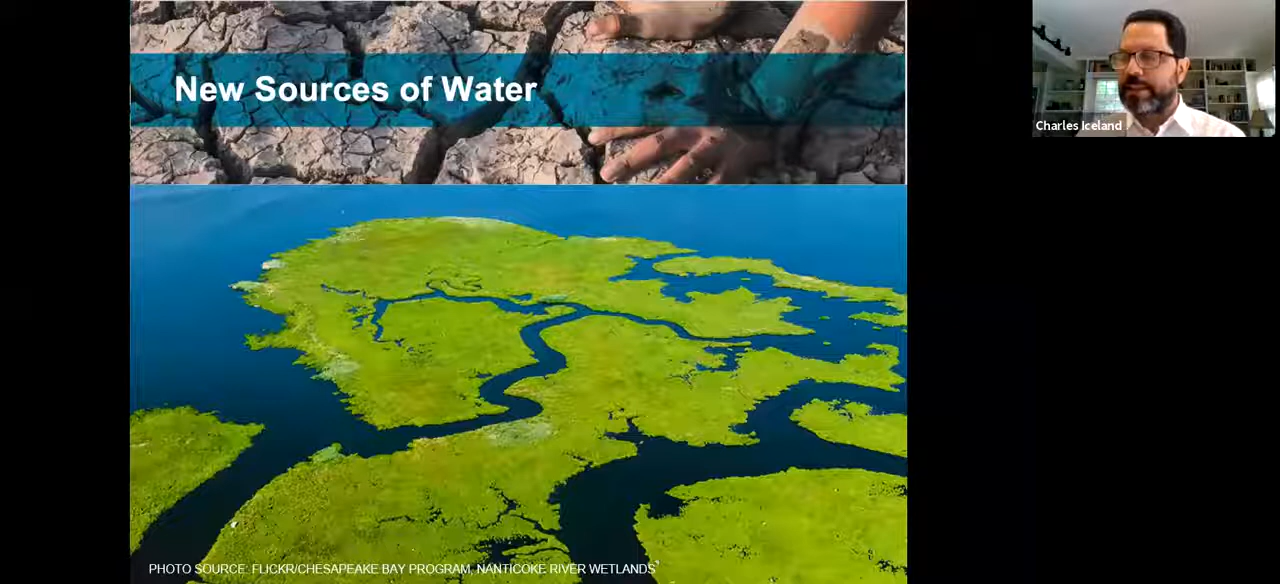 New Sources of Water
Charles Iceland
PHOTO SOURCE: FLICKR/CHESAPEAKE BAY PROGRAM, NANTICOKE RIVER WETLANDS